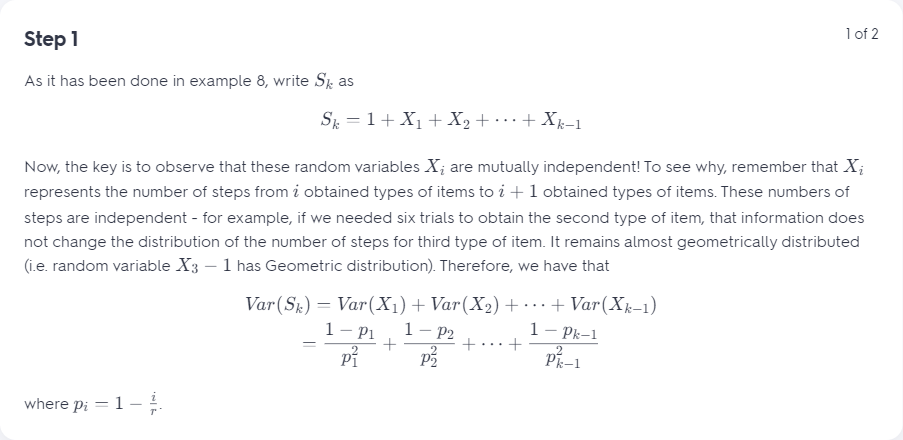 Step 1
1 of 2
As it has been done in example 8, write $S_k$ as
$S_k = 1 + X_1 + X_2 + \cdots + X_{k-1}$
Now, the key is to observe that these random variables $X_i$ are mutually independent! To see why, remember that $X_i$
represents the number of steps from $i$ obtained types of items to $i + 1$ obtained types of items. These numbers of
steps are independent - for example, if we needed six trials to obtain the second type of item, that information does
not change the distribution of the number of steps for third type of item. It remains almost geometrically distributed
(i.e. random variable $X_3 - 1$ has Geometric distribution). Therefore, we have that
$Var(S_k) = Var(X_1) + Var(X_2) + \cdots + Var(X_{k-1})$
$= \frac{1 - p_1}{p_1^2} + \frac{1 - p_2}{p_2^2} + \cdots + \frac{1 - p_{k-1}}{p_{k-1}^2}$
where $p_i = 1 - \frac{i}{r}$.